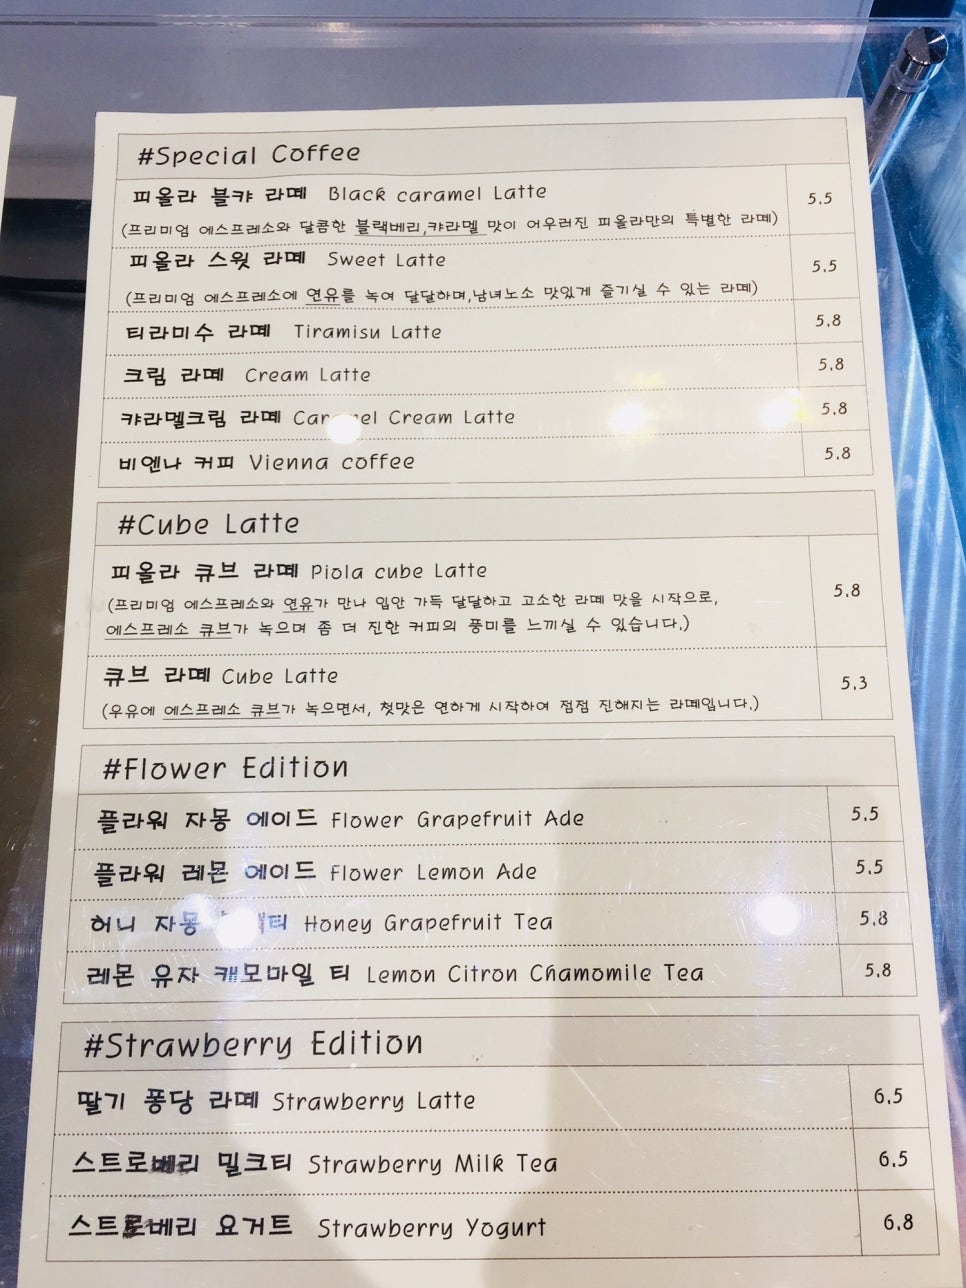 #Special Coffee
피올라 블캬 라떼 Black caramel Latte 5.5
(프리미엄 에스프레소와 달콤한 블랙베리,캬라멜 맛이 어우러진 피올라만의 특별한 라떼)
피올라 스윗 라떼 Sweet Latte 5.5
(프리미엄 에스프레소에 연유를 녹여 달달하며,남녀노소 맛있게 즐기실 수 있는 라떼)
티라미수 라떼 Tiramisu Latte 5.8
크림 라떼 Cream Latte 5.8
캬라멜크림 라떼 Caramel Cream Latte 5.8
비엔나 커피 Vienna coffee 5.8
#Cube Latte
피올라 큐브 라떼 Piola cube Latte 5.8
(프리미엄 에스프레소와 연유가 만나 입안 가득 달달하고 고소한 라떼 맛을 시작으로,
에스프레소 큐브가 녹으며 좀 더 진한 커피의 풍미를 느끼실 수 있습니다.)
큐브 라떼 Cube Latte 5.3
(우유에 에스프레소 큐브가 녹으면서, 첫맛은 연하게 시작하여 점점 진해지는 라떼입니다.)
#Flower Edition
플라워 자몽 에이드 Flower Grapefruit Ade 5.5
플라워 레몬 에이드 Flower Lemon Ade 5.5
허니 자몽 Honey Grapefruit Tea 5.8
레몬 유자 캐모마일 티 Lemon Citron Chamomile Tea 5.8
#Strawberry Edition
딸기 퐁당 라떼 Strawberry Latte 6.5
스트로베리 밀크티 Strawberry Milk Tea 6.5
스트로베리 요거트 Strawberry Yogurt 6.8